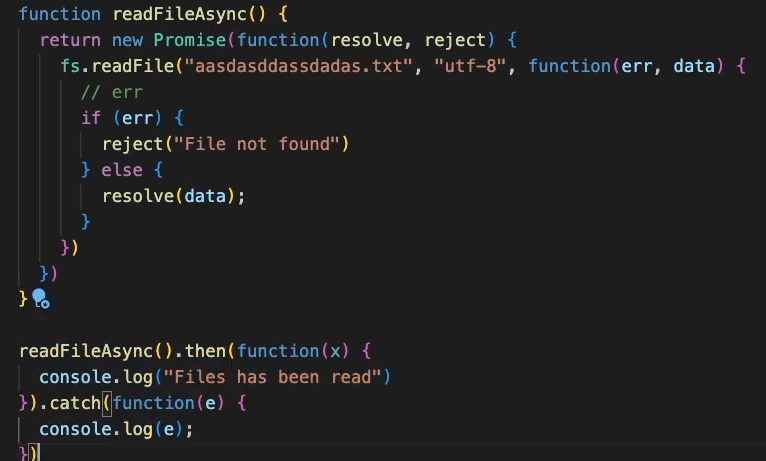 function readFileAsync() {
  return new Promise(function(resolve, reject) {
    fs.readFile("aasdasddassdadas.txt", "utf-8", function(err, data) {
      // err
      if (err) {
        reject("File not found")
      } else {
        resolve(data);
      }
    })
  })
}
readFileAsync().then(function(x) {
  console.log("Files has been read")
}).catch(function(e) {
  console.log(e);
})